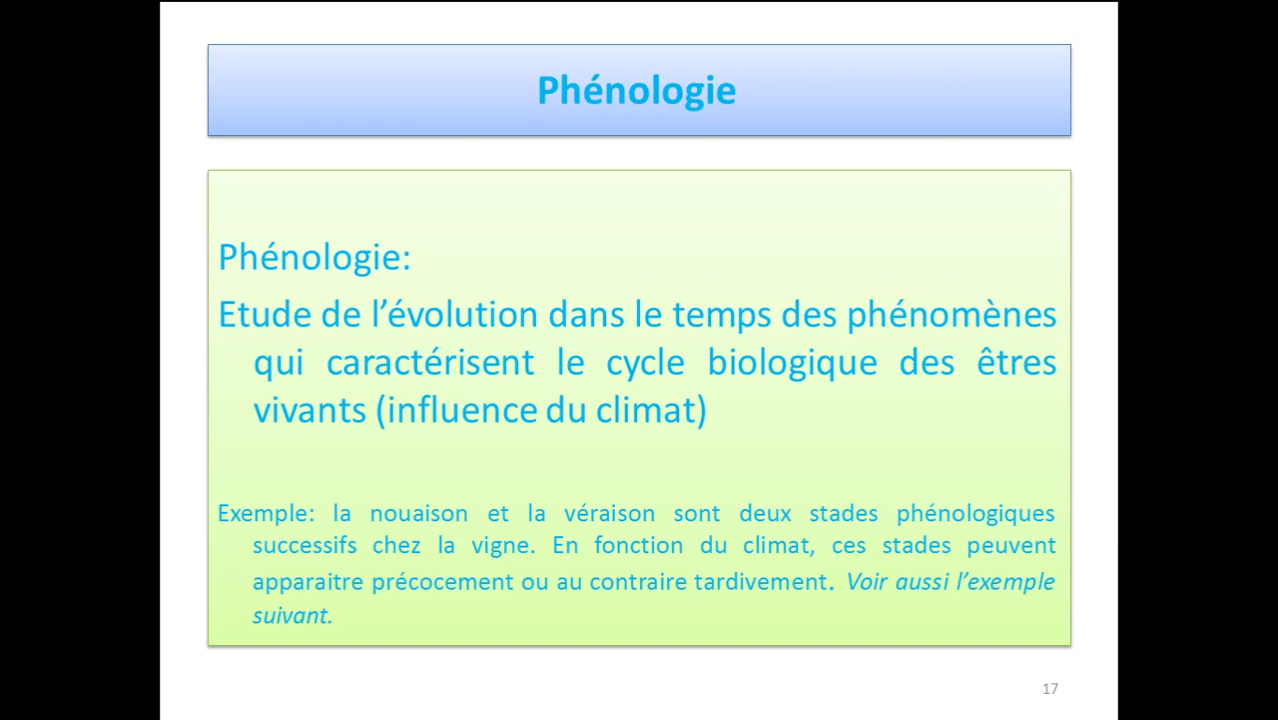 Phénologie
Phénologie:
Etude de l’évolution dans le temps des phénomènes
qui caractérisent le cycle biologique des êtres
vivants (influence du climat)
Exemple: la nouaison et la véraison sont deux stades phénologiques
successifs chez la vigne. En fonction du climat, ces stades peuvent
apparaitre précocement ou au contraire tardivement. Voir aussi l’exemple
suivant.
17